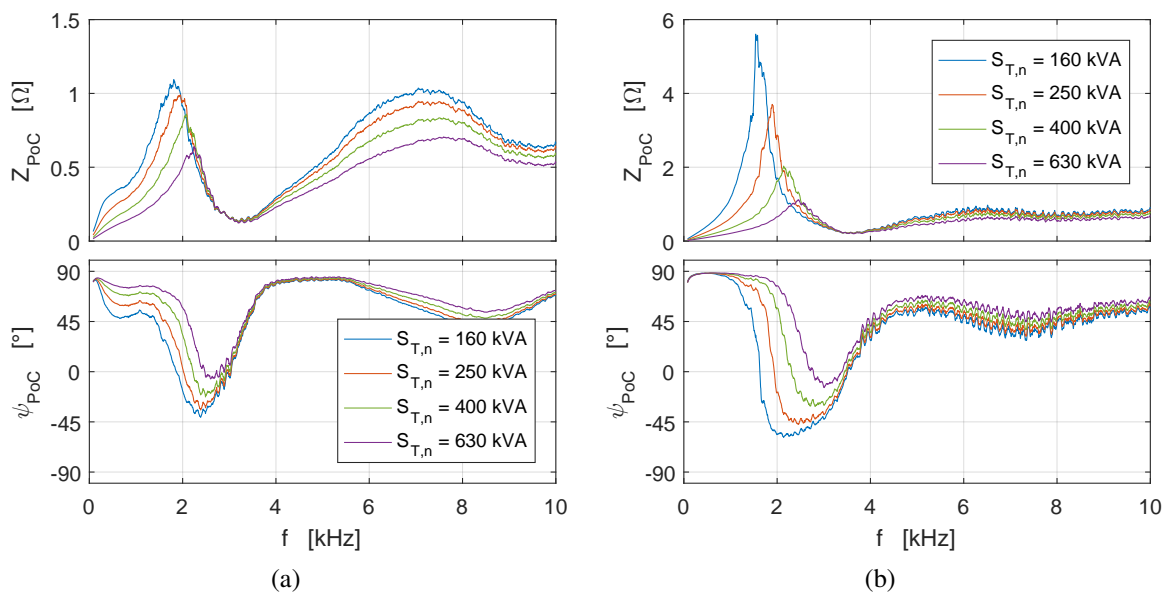 1.5
1
0.5
0
Z_PoC [Ω]
90
45
0
-45
-90
ψ_PoC [°]
S_T,n = 160 kVA
S_T,n = 250 kVA
S_T,n = 400 kVA
S_T,n = 630 kVA
0 2 4 6 8 10
f [kHz]
(a)
6
4
2
0
Z_PoC [Ω]
S_T,n = 160 kVA
S_T,n = 250 kVA
S_T,n = 400 kVA
S_T,n = 630 kVA
90
45
0
-45
-90
ψ_PoC [°]
0 2 4 6 8 10
f [kHz]
(b)